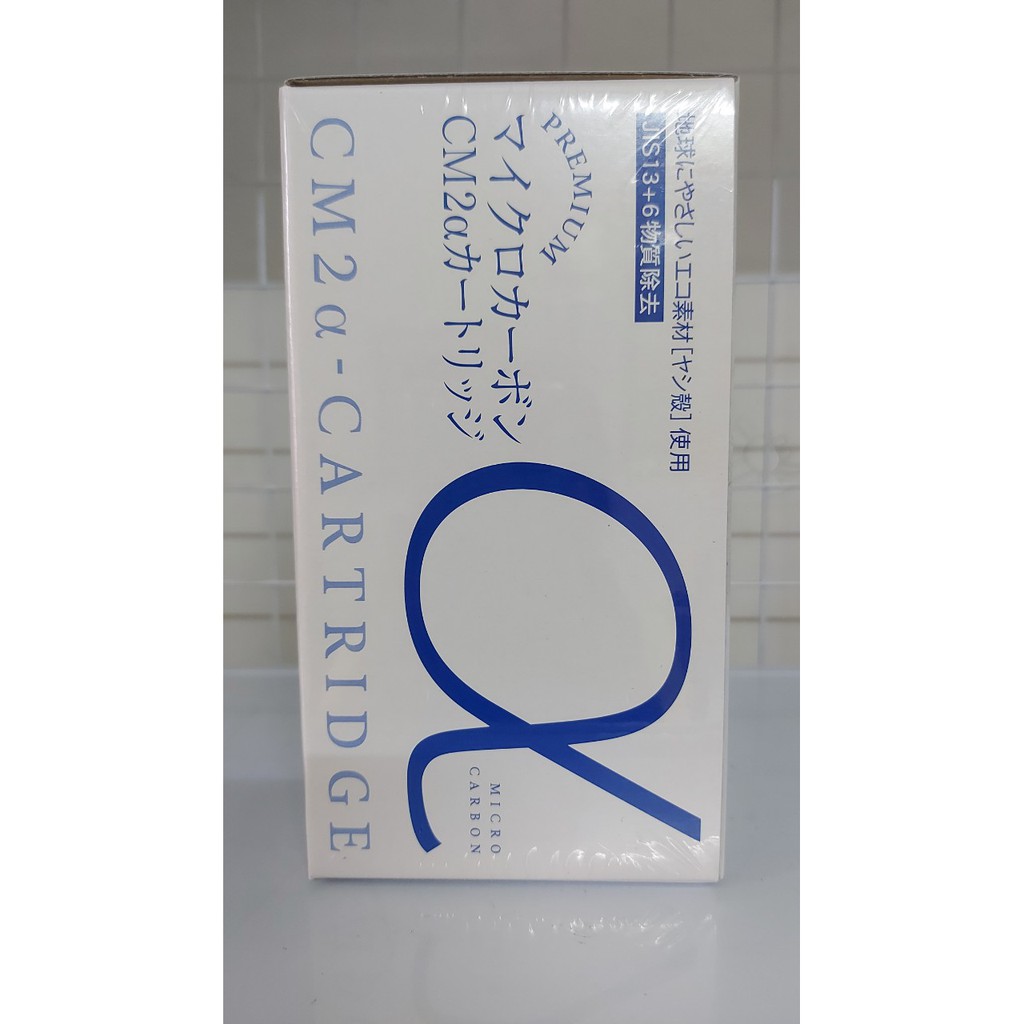 地球にやさしいエコ素材[ヤシ殻]使用
JIS13+6物質除去
PREMIUM
マイクロカーボン
CM2αカートリッジ
α
MICRO
CARBON
CM2α-CARTRIDGE